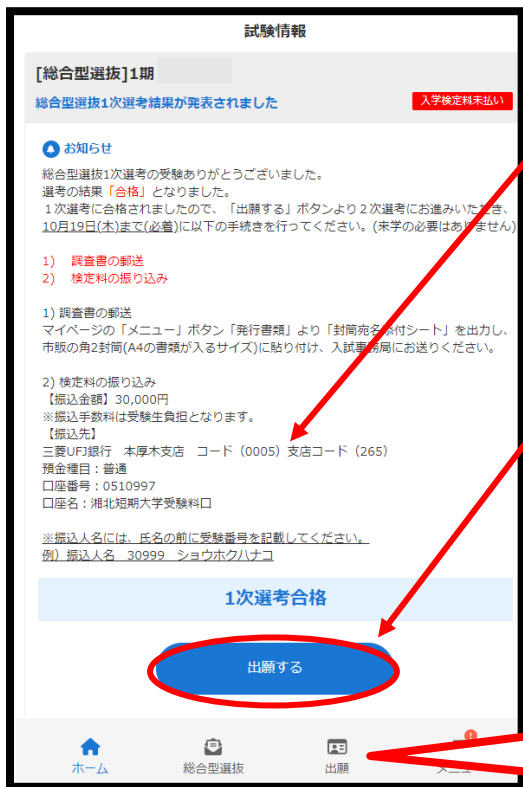 試験情報
[総合型選抜]1期
総合型選抜1次選考結果が発表されました
入学検定料未払い
お知らせ
総合型選抜1次選考の受験ありがとうございました。
選考の結果「合格」となりました。
１次選考に合格されましたので、「出願する」ボタンより２次選考にお進みいただき、
10月19日(木)まで(必着)に以下の手続きを行ってください。(来学の必要はありません)
1) 調査書の郵送
2) 検定料の振り込み
1) 調査書の郵送
マイページの「メニュー」ボタン「発行書類」より「封筒宛名添付シート」を出力し、
市販の角2封筒(A4の書類が入るサイズ)に貼り付け、入試事務局にお送りください。
2) 検定料の振り込み
【振込金額】30,000円
※振込手数料は受験生負担となります。
【振込先】
三菱UFJ銀行 本厚木支店 コード（0005）支店コード（265）
預金種目：普通
口座番号：0510997
口座名：湘北短期大学受験料口
※振込人名には、氏名の前に受験番号を記載してください。
例）振込人名 30999 ショウホクハナコ
1次選考合格
出願する
ホーム
総合型選抜
出願